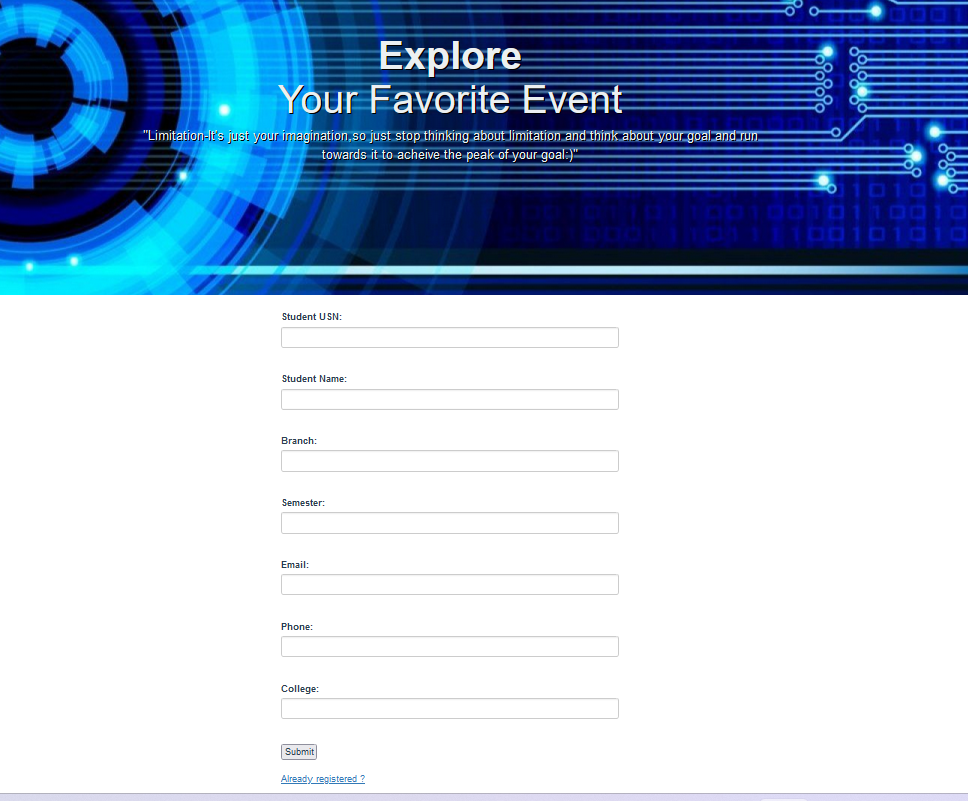 Explore
Your Favorite Event
"Limitation-It's just your imagination,so just stop thinking about limitation and think about your goal and run
towards it to acheive the peak of your goal:)"
Student USN:
Student Name:
Branch:
Semester:
Email:
Phone:
College:
Submit
Already registered ?